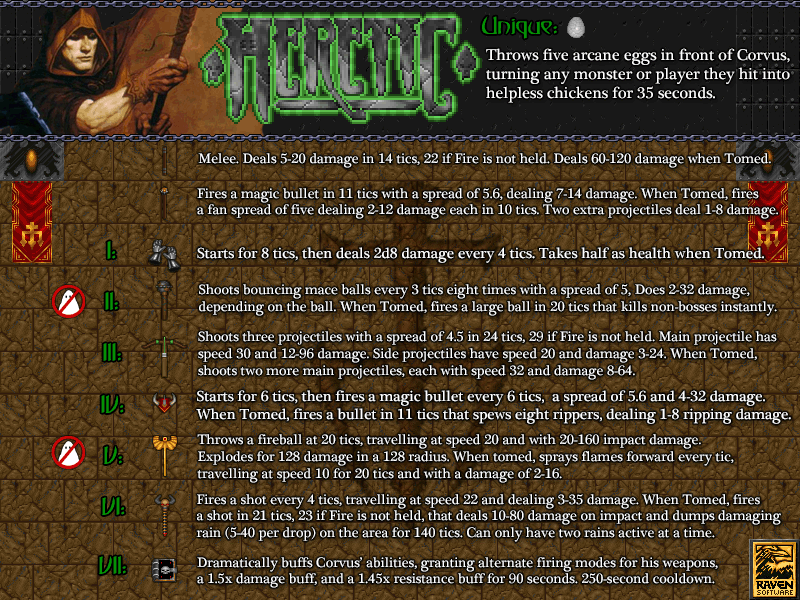 HERETIC
Unique:
Throws five arcane eggs in front of Corvus,
turning any monster or player they hit into
helpless chickens for 35 seconds.
Melee. Deals 5-20 damage in 14 tics, 22 if Fire is not held. Deals 60-120 damage when Tomed.
Fires a magic bullet in 11 tics with a spread of 5.6, dealing 7-14 damage. When Tomed, fires
a fan spread of five dealing 2-12 damage each in 10 tics. Two extra projectiles deal 1-8 damage.
I:
Starts for 8 tics, then deals 2d8 damage every 4 tics. Takes half as health when Tomed.
II:
Shoots bouncing mace balls every 3 tics eight times with a spread of 5, Does 2-32 damage,
depending on the ball. When Tomed, fires a large ball in 20 tics that kills non-bosses instantly.
III:
Shoots three projectiles with a spread of 4.5 in 24 tics, 29 if Fire is not held. Main projectile has
speed 30 and 12-96 damage. Side projectiles have speed 20 and damage 3-24. When Tomed,
shoots two more main projectiles, each with speed 32 and damage 8-64.
IV:
Starts for 6 tics, then fires a magic bullet every 6 tics, a spread of 5.6 and 4-32 damage.
When Tomed, fires a bullet in 11 tics that spews eight rippers, dealing 1-8 ripping damage.
V:
Throws a fireball at 20 tics, travelling at speed 20 and with 20-160 impact damage.
Explodes for 128 damage in a 128 radius. When tomed, sprays flames forward every tic,
travelling at speed 10 for 20 tics and with a damage of 2-16.
VI:
Fires a shot every 4 tics, travelling at speed 22 and dealing 3-35 damage. When Tomed, fires
a shot in 21 tics, 23 if Fire is not held, that deals 10-80 damage on impact and dumps damaging
rain (5-40 per drop) on the area for 140 tics. Can only have two rains active at a time.
VII:
Dramatically buffs Corvus' abilities, granting alternate firing modes for his weapons,
a 1.5x damage buff, and a 1.45x resistance buff for 90 seconds. 250-second cooldown.
RAVEN
SOFTWARE